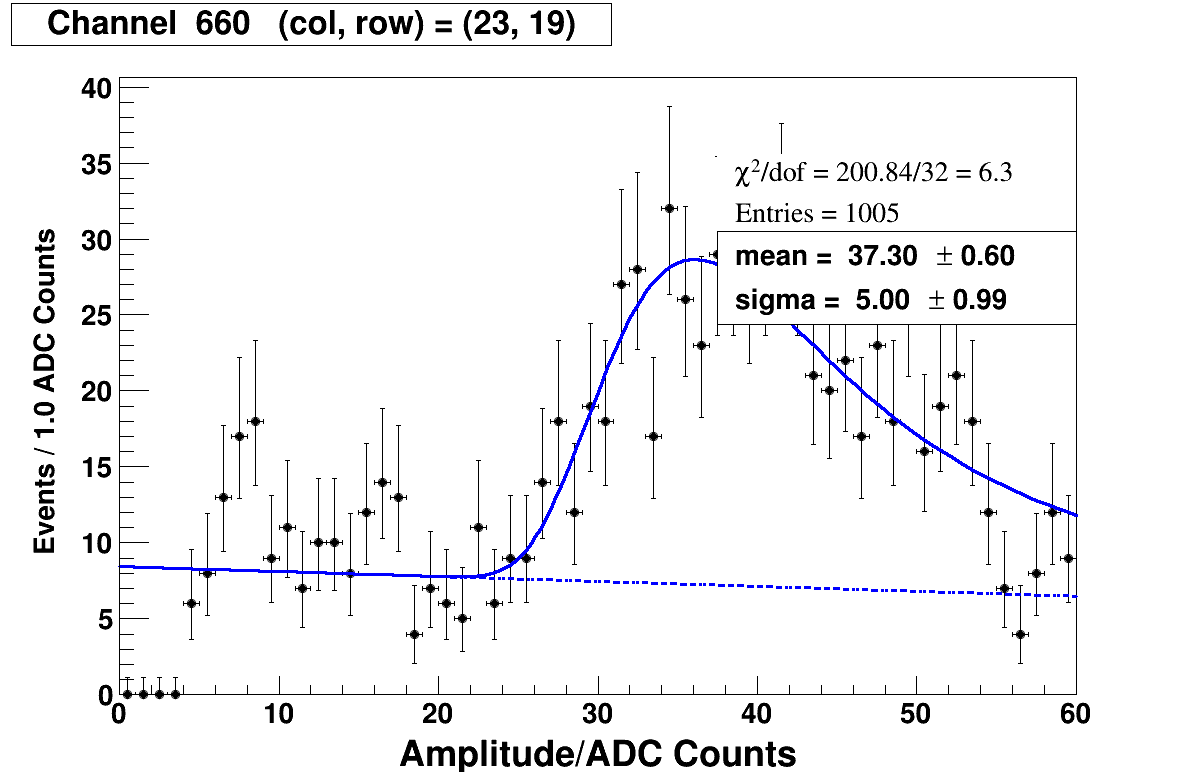 Channel 660 (col, row) = (23, 19)
40
35
30
25
20
15
10
5
0
Events / 1.0 ADC Counts
χ²/dof = 200.84/32 = 6.3
Entries = 1005
mean = 37.30 ± 0.60
sigma = 5.00 ± 0.99
0 10 20 30 40 50 60
Amplitude/ADC Counts